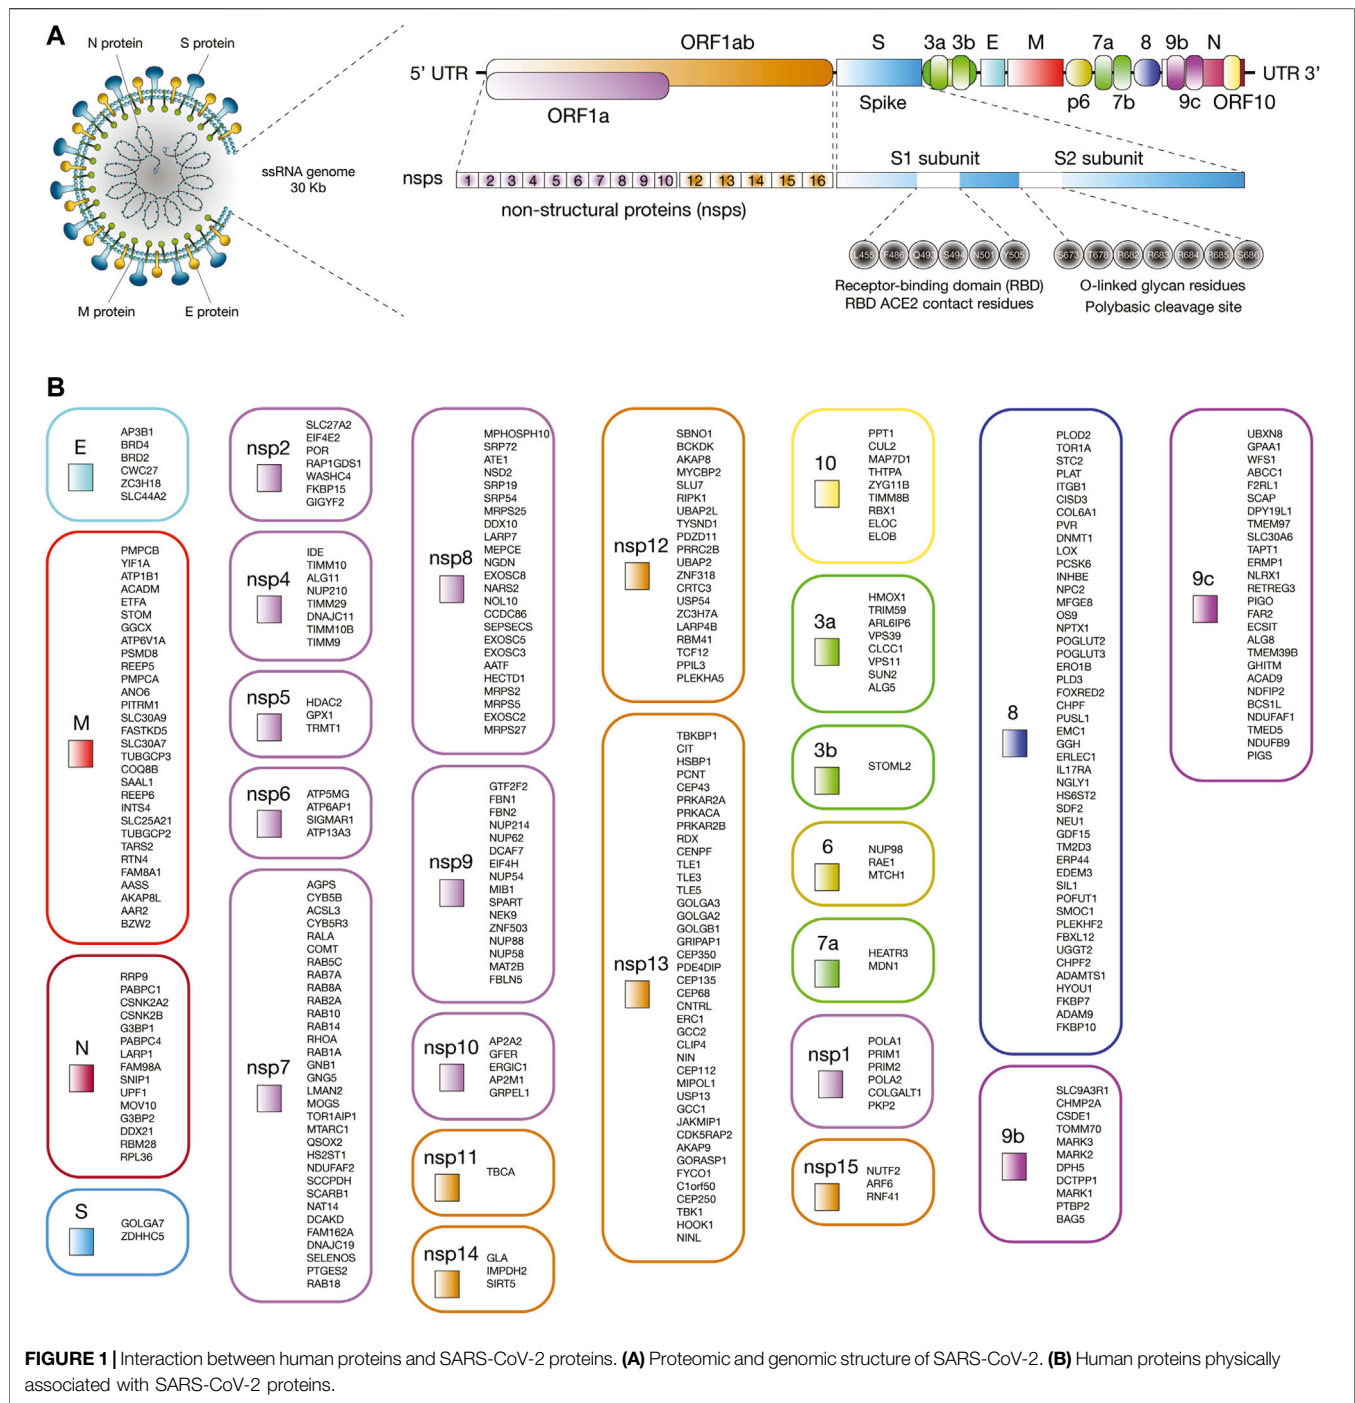 A
N protein
S protein
M protein
E protein
ssRNA genome
30 Kb
5'
3'
5' UTR
ORF1ab
ORF1a
S
Spike
3a
3b
E
M
p6
7a
7b
8
9b
9c
N
ORF10
UTR 3'
nsps
1 2 3 4 5 6 7 8 9 10 12 13 14 15 16
non-structural proteins (nsps)
S1 subunit
S2 subunit
L455 F486 Q493 S494 N501 Y505
Receptor-binding domain (RBD)
RBD ACE2 contact residues
S673 T678 R682 R683 R684 R685 S686
O-linked glycan residues
Polybasic cleavage site
B
E
AP3B1
BRD4
BRD2
CWC27
ZC3H18
SLC44A2
M
PMPCB
YIF1A
ATP1B1
ACADM
ETFA
STOM
GGCX
ATP6V1A
PSMD8
REEP5
PMPCA
ANO6
PITRM1
SLC30A9
FASTKD5
SLC30A7
TUBGCP3
COQ8B
SAAL1
REEP6
INTS4
SLC25A21
TUBGCP2
TARS2
RTN4
FAM8A1
AASS
AKAP8L
AAR2
BZW2
N
RRP9
PABPC1
CSNK2A2
CSNK2B
G3BP1
PABPC4
LARP1
FAM98A
SNIP1
UPF1
MOV10
G3BP2
DDX21
RBM28
RPL36
S
GOLGA7
ZDHHC5
nsp2
SLC27A2
EIF4E2
POR
RAP1GDS1
WASHC4
FKBP15
GIGYF2
nsp4
IDE
TIMM10
ALG11
NUP210
TIMM29
DNAJC11
TIMM10B
TIMM9
nsp5
HDAC2
GPX1
TRMT1
nsp6
ATP5MG
ATP6AP1
SIGMAR1
ATP13A3
nsp7
AGPS
CYB5B
ACSL3
CYB5R3
RALA
COMT
RAB5C
RAB7A
RAB8A
RAB2A
RAB10
RAB14
RHOA
RAB1A
GNB1
GNG5
LMAN2
MOGS
TOR1AIP1
MTARC1
QSOX2
HS2ST1
NDUFAF2
SCCPDH
SCARB1
NAT14
DCAKD
FAM162A
DNAJC19
SELENOS
PTGES2
RAB18
nsp8
MPHOSPH10
SRP72
ATE1
NSD2
SRP19
SRP54
MRPS25
DDX10
LARP7
MEPCE
NGDN
EXOSC8
NARS2
NOL10
CCDC86
SEPSECS
EXOSC5
EXOSC3
AATF
HECTD1
MRPS2
MRPS5
EXOSC2
MRPS27
nsp9
GTF2F2
FBN1
FBN2
NUP214
NUP62
DCAF7
EIF4H
NUP54
MIB1
SPART
NEK9
ZNF503
NUP88
NUP58
MAT2B
FBLN5
nsp10
AP2A2
GFER
ERGIC1
AP2M1
GRPEL1
nsp11
TBCA
nsp14
GLA
IMPDH2
SIRT5
nsp12
SBNO1
BCKDK
AKAP8
MYCBP2
SLU7
RIPK1
UBAP2L
TYSND1
PDZD11
PRRC2B
UBAP2
ZNF318
CRTC3
USP54
ZC3H7A
LARP4B
RBM41
TCF12
PPIL3
PLEKHA5
nsp13
TBKBP1
CIT
HSBP1
PCNT
CEP43
PRKAR2A
PRKACA
PRKAR2B
RDX
CENPF
TLE1
TLE3
TLE5
GOLGA3
GOLGA2
GOLGB1
GRIPAP1
CEP350
PDE4DIP
CEP135
CEP68
CNTRL
ERC1
GCC2
CLIP4
NIN
CEP112
MIPOL1
USP13
GCC1
JAKMIP1
CDK5RAP2
AKAP9
GORASP1
FYCO1
C1orf50
CEP250
TBK1
HOOK1
NINL
10
PPT1
CUL2
MAP7D1
THTPA
ZYG11B
TIMM8B
RBX1
ELOC
ELOB
3a
HMOX1
TRIM59
ARL6IP6
VPS39
CLCC1
VPS11
SUN2
ALG5
3b
STOML2
6
NUP98
RAE1
MTCH1
7a
HEATR3
MDN1
nsp1
POLA1
PRIM1
PRIM2
POLA2
COLGALT1
PKP2
nsp15
NUTF2
ARF6
RNF41
8
PLOD2
TOR1A
STC2
PLAT
ITGB1
CISD3
COL6A1
PVR
DNMT1
LOX
PCSK6
INHBE
NPC2
MFGE8
OS9
NPTX1
POGLUT2
POGLUT3
ERO1B
PLD3
FOXRED2
CHPF
PUSL1
EMC1
GGH
ERLEC1
IL17RA
NGLY1
HS6ST2
SDF2
NEU1
GDF15
TM2D3
ERP44
EDEM3
SIL1
POFUT1
SMOC1
PLEKHF2
FBXL12
UGGT2
CHPF2
ADAMTS1
HYOU1
FKBP7
ADAM9
FKBP10
9b
SLC9A3R1
CHMP2A
CSDE1
TOMM70
MARK3
MARK2
DPH5
DCTPP1
MARK1
PTBP2
BAG5
9c
UBXN8
GPAA1
WFS1
ABCC1
F2RL1
SCAP
DPY19L1
TMEM97
SLC30A6
TAPT1
ERMP1
NLRX1
RETREG3
PIGO
FAR2
ECSIT
ALG8
TMEM39B
GHITM
ACAD9
NDFIP2
BCS1L
NDUFAF1
TMED5
NDUFB9
PIGS
FIGURE 1 | Interaction between human proteins and SARS-CoV-2 proteins. (A) Proteomic and genomic structure of SARS-CoV-2. (B) Human proteins physically
associated with SARS-CoV-2 proteins.